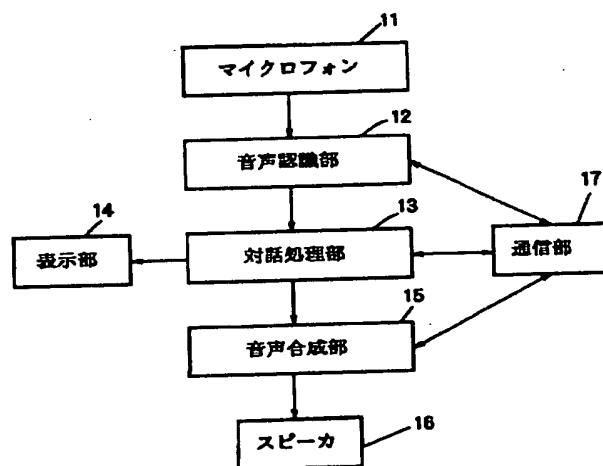 11
マイクロフォン
12
音声認識部
14
13
17
表示部
対話処理部
通信部
15
音声合成部
スピーカ
16